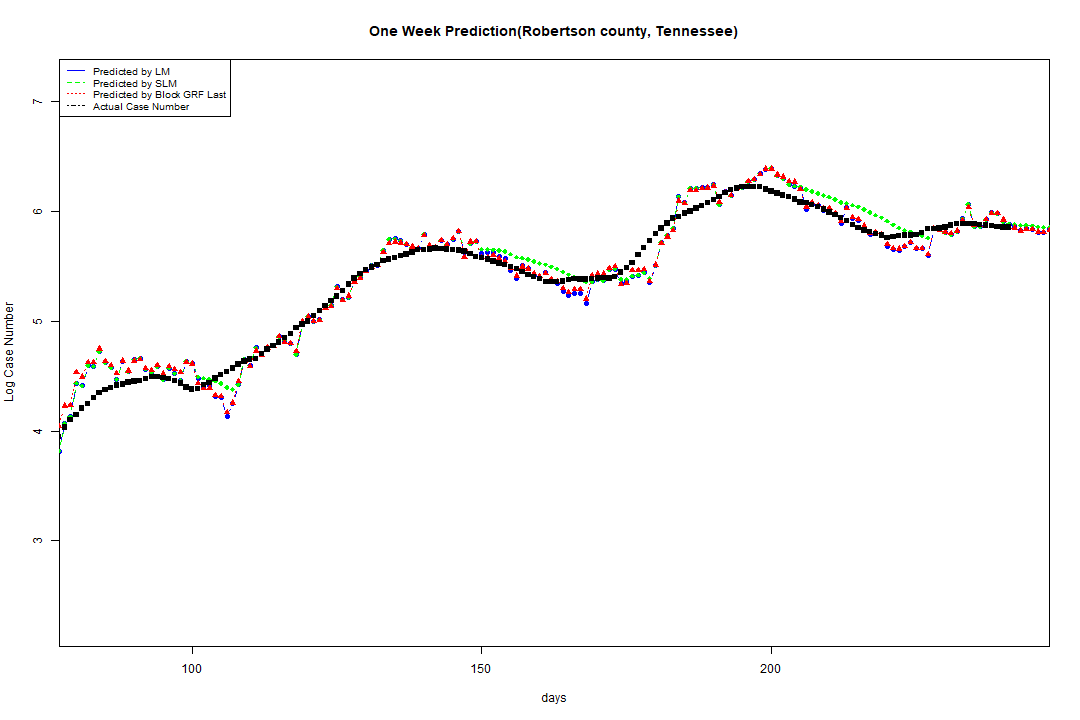 One Week Prediction(Robertson county, Tennessee)
Predicted by LM
Predicted by SLM
Predicted by Block GRF Last
Actual Case Number
7
6
5
4
3
Log Case Number
100 150 200
days